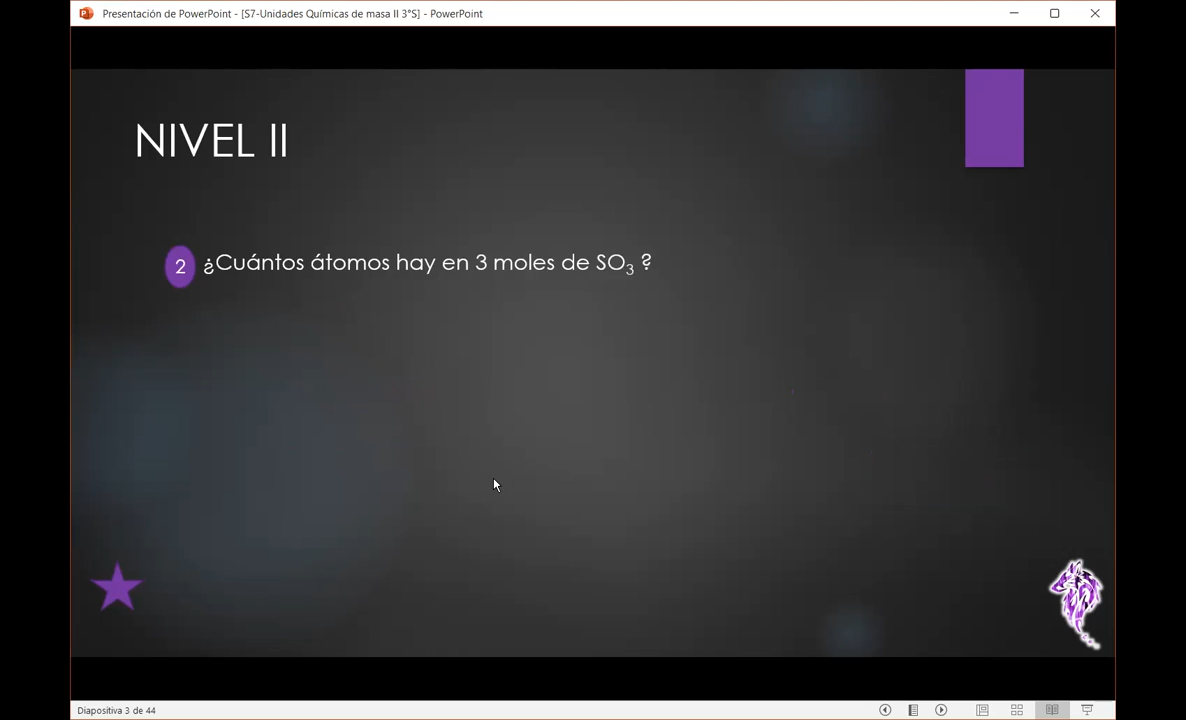 Presentación de PowerPoint - [S7-Unidades Químicas de masa II 3°S] - PowerPoint
NIVEL II
2 ¿Cuántos átomos hay en 3 moles de SO₃ ?
Diapositiva 3 de 44